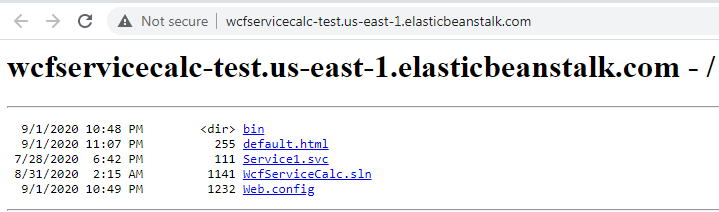 Not secure | wcfservicecalc-test.us-east-1.elasticbeanstalk.com
wcfservicecalc-test.us-east-1.elasticbeanstalk.com - /
9/1/2020 10:48 PM <dir> bin
9/1/2020 11:07 PM 255 default.html
7/28/2020 6:42 PM 111 Service1.svc
8/31/2020 2:15 AM 1141 WcfServiceCalc.sln
9/1/2020 10:49 PM 1232 Web.config